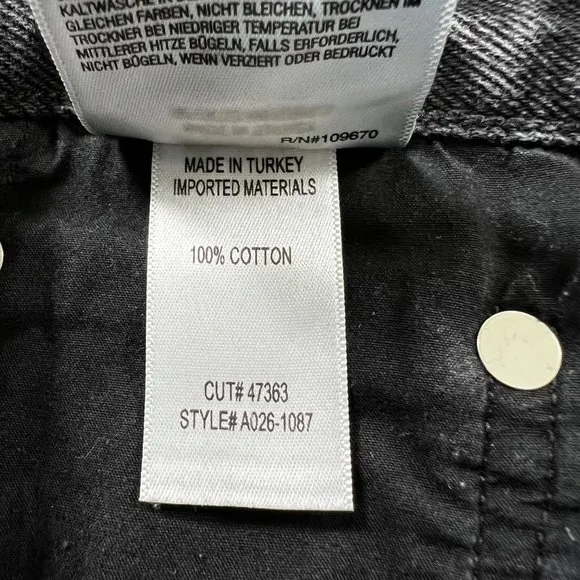 KALTWÄSCHE IN
GLEICHEN FARBEN, NICHT BLEICHEN, TROCKNEN IM
TROCKNER BEI NIEDRIGER TEMPERATUR BEI
MITTLERER HITZE BÜGELN, FALLS ERFORDERLICH,
NICHT BÜGELN, WENN VERZIERT ODER BEDRUCKT
R/N#109670
MADE IN TURKEY
IMPORTED MATERIALS
100% COTTON
CUT# 47363
STYLE# A026-1087